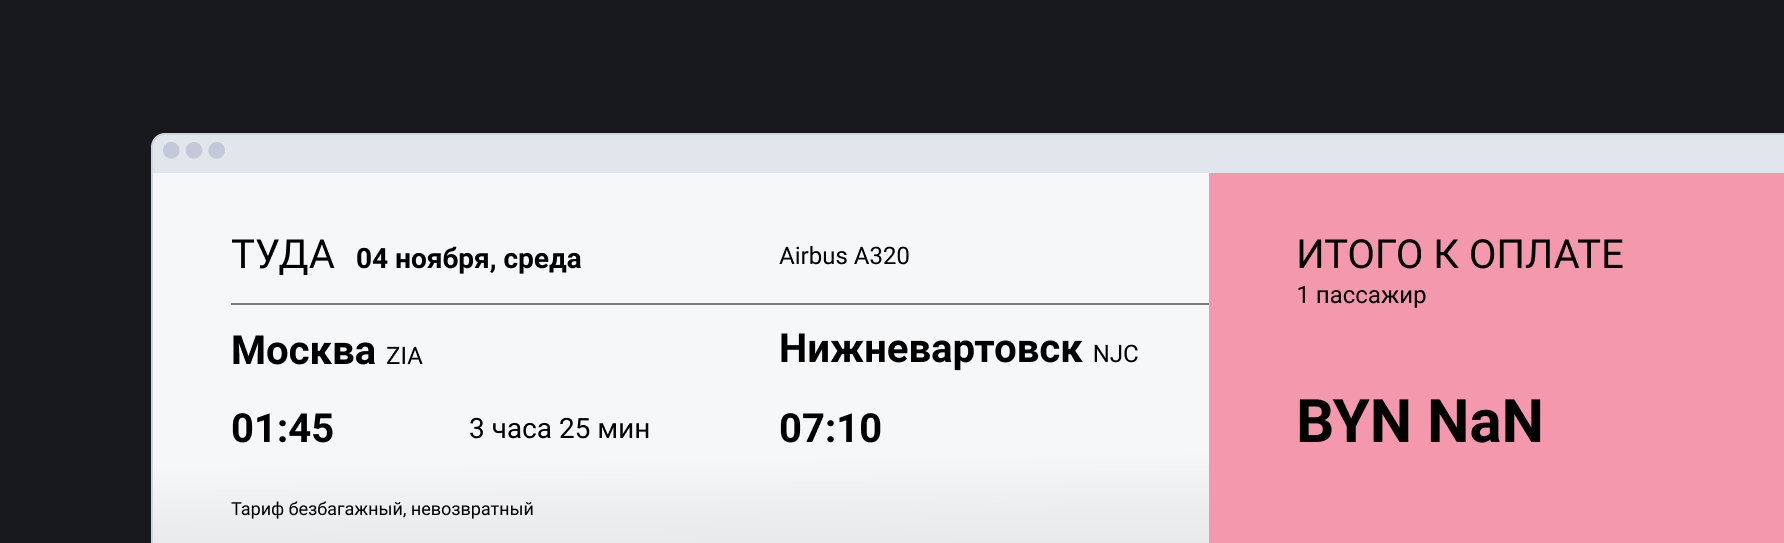 ТУДА 04 ноября, среда
Airbus A320
Москва ZIA
Нижневартовск NJC
01:45
3 часа 25 мин
07:10
Тариф безбагажный, невозвратный
ИТОГО К ОПЛАТЕ
1 пассажир
BYN NaN